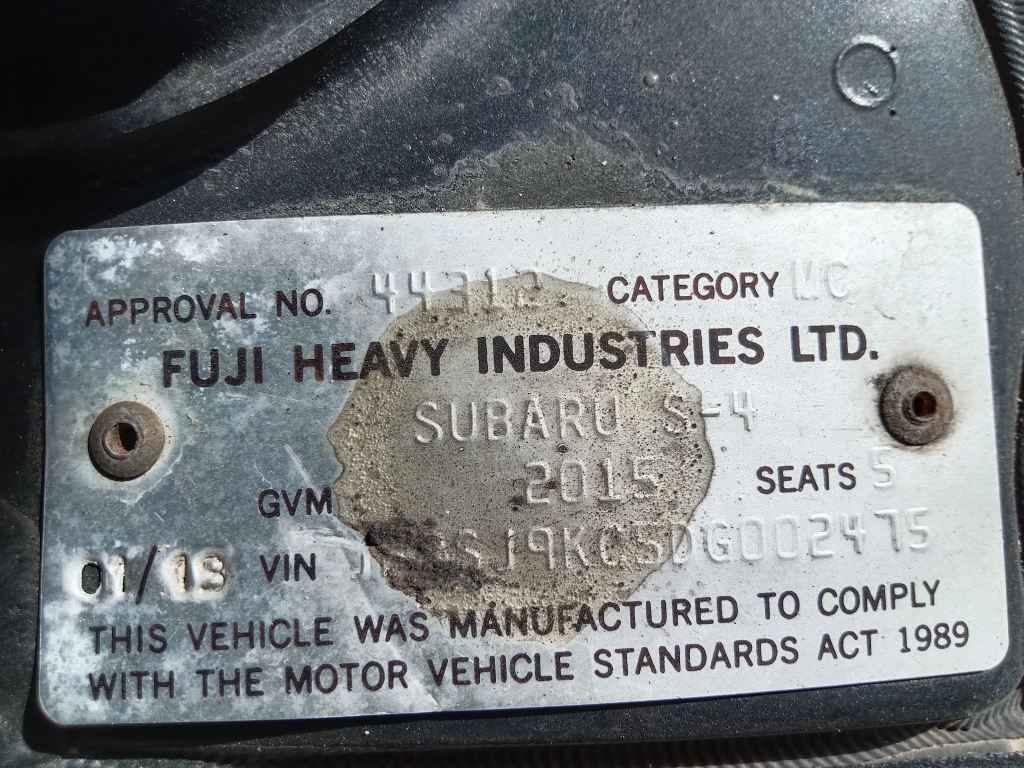 APPROVAL NO. 44312 CATEGORY MC
FUJI HEAVY INDUSTRIES LTD.
SUBARU S-4
GVM 2015 SEATS 5
01/13 VIN
THIS VEHICLE WAS MANUFACTURED TO COMPLY
WITH THE MOTOR VEHICLE STANDARDS ACT 1989